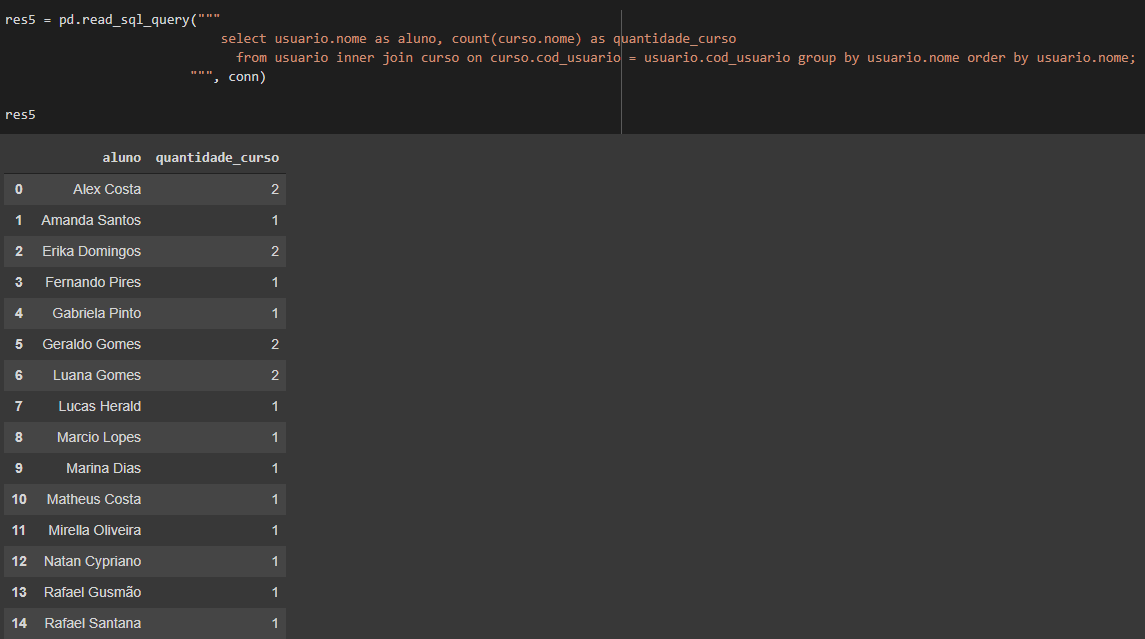 res5 = pd.read_sql_query("""
select usuario.nome as aluno, count(curso.nome) as quantidade_curso
from usuario inner join curso on curso.cod_usuario = usuario.cod_usuario group by usuario.nome order by usuario.nome;
""", conn)
res5
aluno quantidade_curso
0 Alex Costa 2
1 Amanda Santos 1
2 Erika Domingos 2
3 Fernando Pires 1
4 Gabriela Pinto 1
5 Geraldo Gomes 2
6 Luana Gomes 2
7 Lucas Herald 1
8 Marcio Lopes 1
9 Marina Dias 1
10 Matheus Costa 1
11 Mirella Oliveira 1
12 Natan Cypriano 1
13 Rafael Gusmão 1
14 Rafael Santana 1